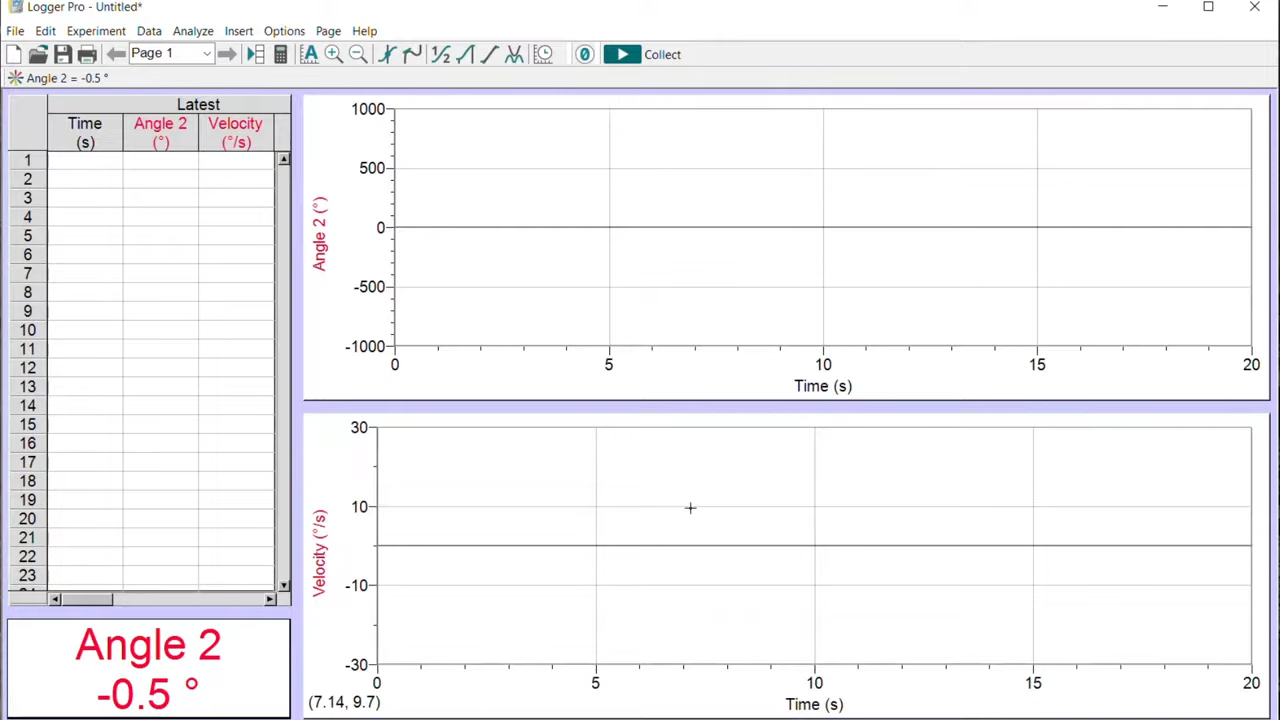 Logger Pro - Untitled*
File Edit Experiment Data Analyze Insert Options Page Help
Page 1
Collect
Angle 2 = -0.5 °
Latest
Time (s) Angle 2 (°) Velocity (°/s)
1
2
3
4
5
6
7
8
9
10
11
12
13
14
15
16
17
18
19
20
21
22
23
Angle 2
-0.5 °
1000
500
0
-500
-1000
Angle 2 (°)
0 5 10 15 20
Time (s)
30
10
-10
-30
Velocity (°/s)
0 5 10 15 20
(7.14, 9.7)
Time (s)